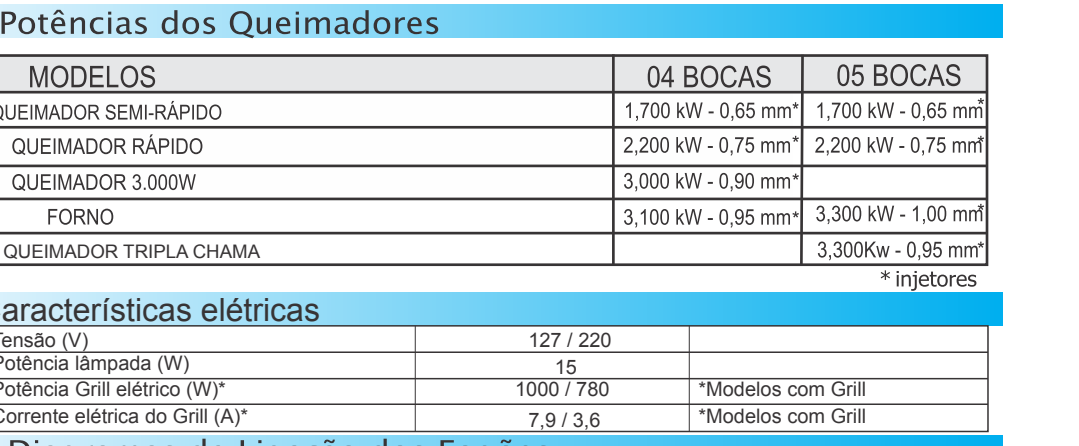 Potências dos Queimadores
MODELOS 04 BOCAS 05 BOCAS
QUEIMADOR SEMI-RÁPIDO 1,700 kW - 0,65 mm* 1,700 kW - 0,65 mm*
QUEIMADOR RÁPIDO 2,200 kW - 0,75 mm* 2,200 kW - 0,75 mm*
QUEIMADOR 3.000W 3,000 kW - 0,90 mm*
FORNO 3,100 kW - 0,95 mm* 3,300 kW - 1,00 mm*
QUEIMADOR TRIPLA CHAMA 3,300Kw - 0,95 mm*
* injetores
aracterísticas elétricas
Tensão (V) 127 / 220
Potência lâmpada (W) 15
Potência Grill elétrico (W)* 1000 / 780 *Modelos com Grill
Corrente elétrica do Grill (A)* 7,9 / 3,6 *Modelos com Grill